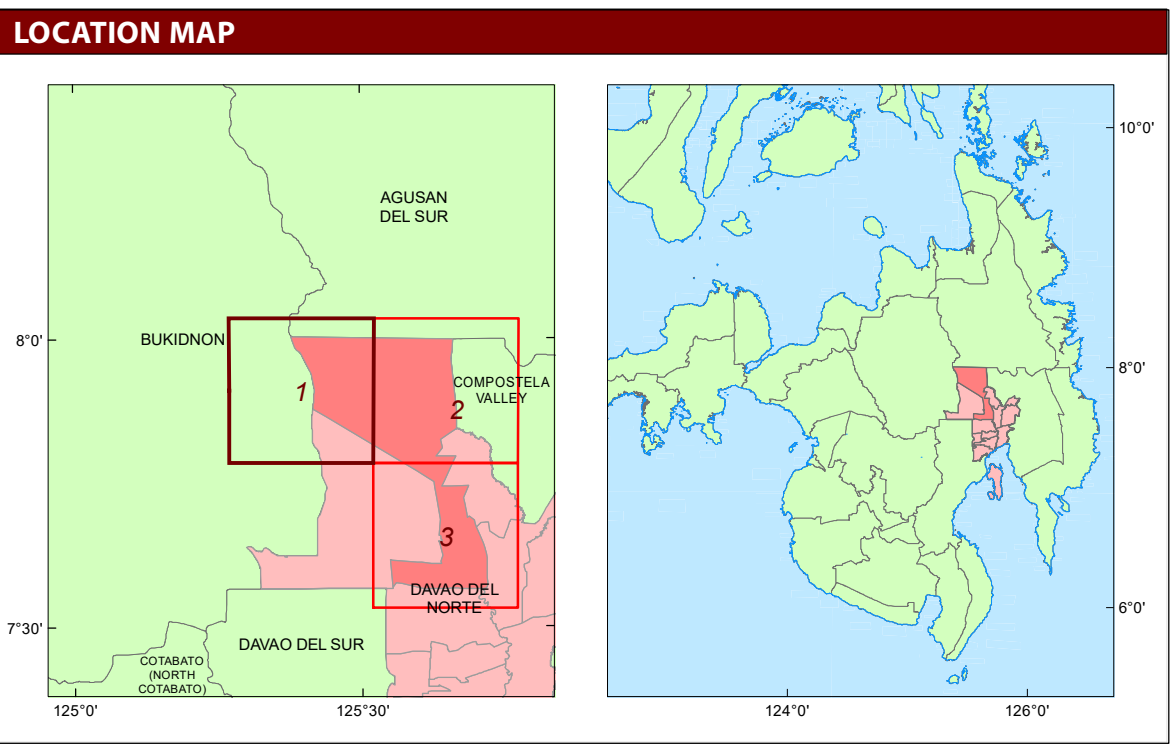 LOCATION MAP
AGUSAN
DEL SUR
8°0'
BUKIDNON
1
COMPOSTELA
VALLEY
2
3
DAVAO DEL
NORTE
7°30'
DAVAO DEL SUR
COTABATO
(NORTH
COTABATO)
125°0'
125°30'
10°0'
8°0'
6°0'
124°0'
126°0'